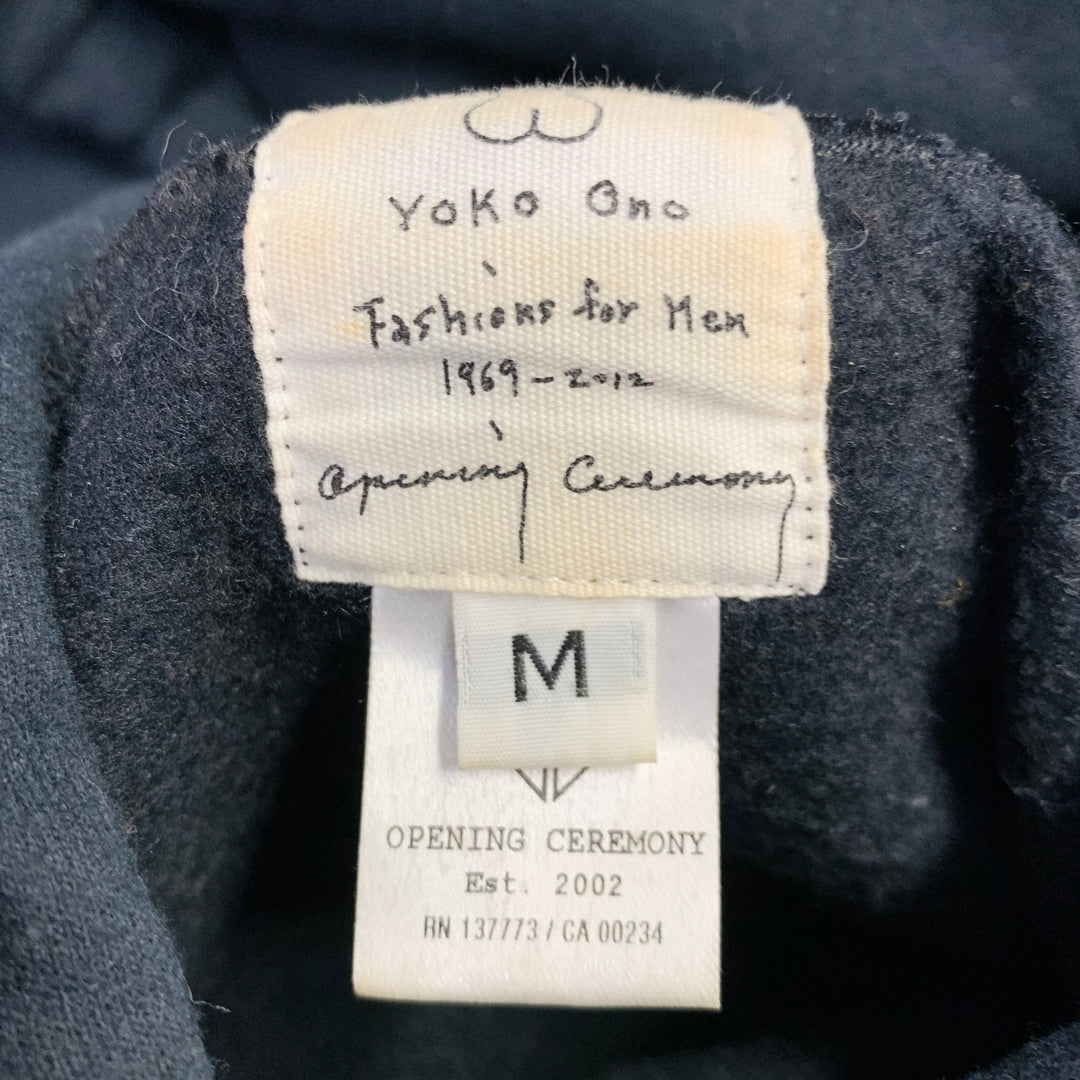 Yoko Ono
Fashions for Men
1969-2012
Opening Ceremony
M
OPENING CEREMONY
Est. 2002
RN 137773 / CA 00234